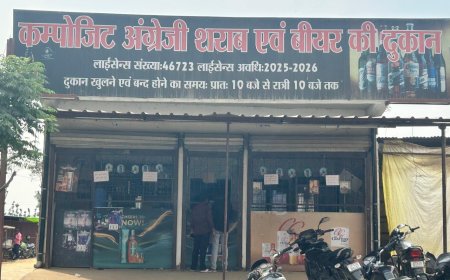 कम्पोजिट अंग्रेजी शराब एवं बीयर की दुकान
लाईसेन्स संख्या:46723 लाईसेन्स अवधि:2025-2026
दुकान खुलने एवं बन्द होने का समय: प्रातः 10 बजे से रात्री 10 बजे तक
NOW!